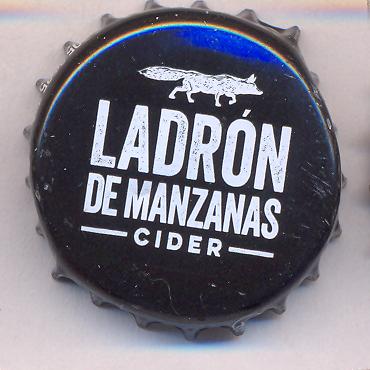 LADRÓN
DE MANZANAS
CIDER